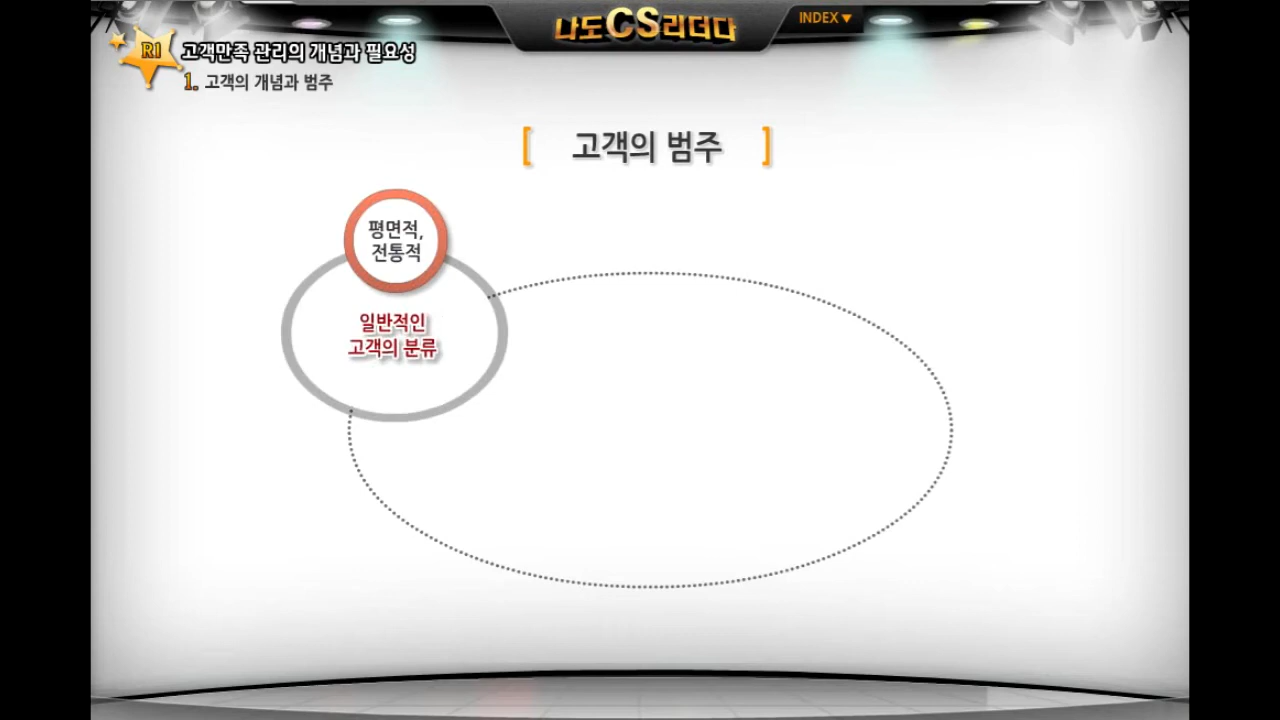 나도CS리더다
INDEX▼
R1
고객만족 관리의 개념과 필요성
1. 고객의 개념과 범주
[ 고객의 범주 ]
평면적,
전통적
일반적인
고객의 분류